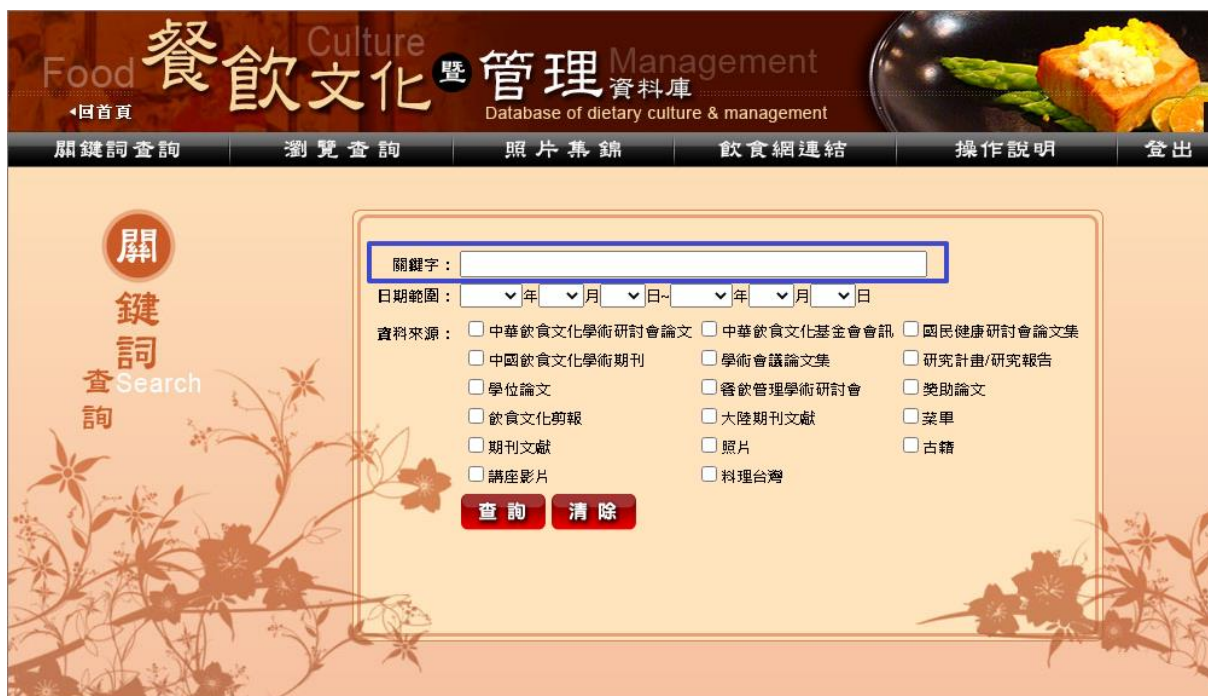 Food 餐飲文化 Culture 暨 管理 Management 資料庫
◂回首頁
Database of dietary culture & management
關鍵詞查詢 瀏覽查詢 照片集錦 飲食網連結 操作說明 登出
關鍵詞查詢 Search
關鍵字：
日期範圍： 年 月 日~ 年 月 日
資料來源： 中華飲食文化學術研討會論文 中華飲食文化基金會會訊 國民健康研討會論文集
中國飲食文化學術期刊 學術會議論文集 研究計畫/研究報告
學位論文 餐飲管理學術研討會 獎助論文
飲食文化剪報 大陸期刊文獻 菜單
期刊文獻 照片 古籍
講座影片 料理台灣
查詢 清除